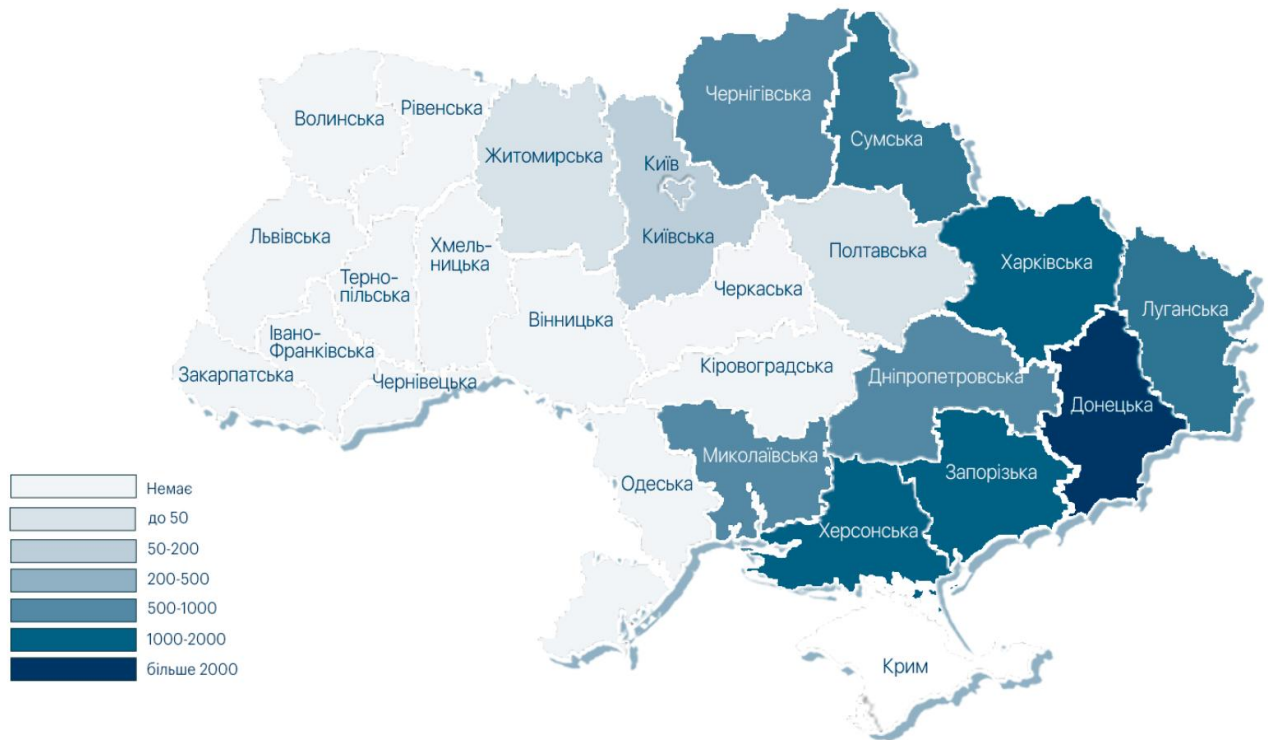 Чернігівська
Сумська
Рівенська
Волинська
Житомирська
Київ
Львівська
Хмель-
ницька
Київська
Полтавська
Харківська
Терно-
пільська
Черкаська
Луганська
Вінницька
Івано-
Франківська
Закарпатська
Чернівецька
Кіровоградська
Дніпропетровська
Донецька
Миколаївська
Запорізька
Одеська
Херсонська
Крим
Немає
до 50
50-200
200-500
500-1000
1000-2000
більше 2000